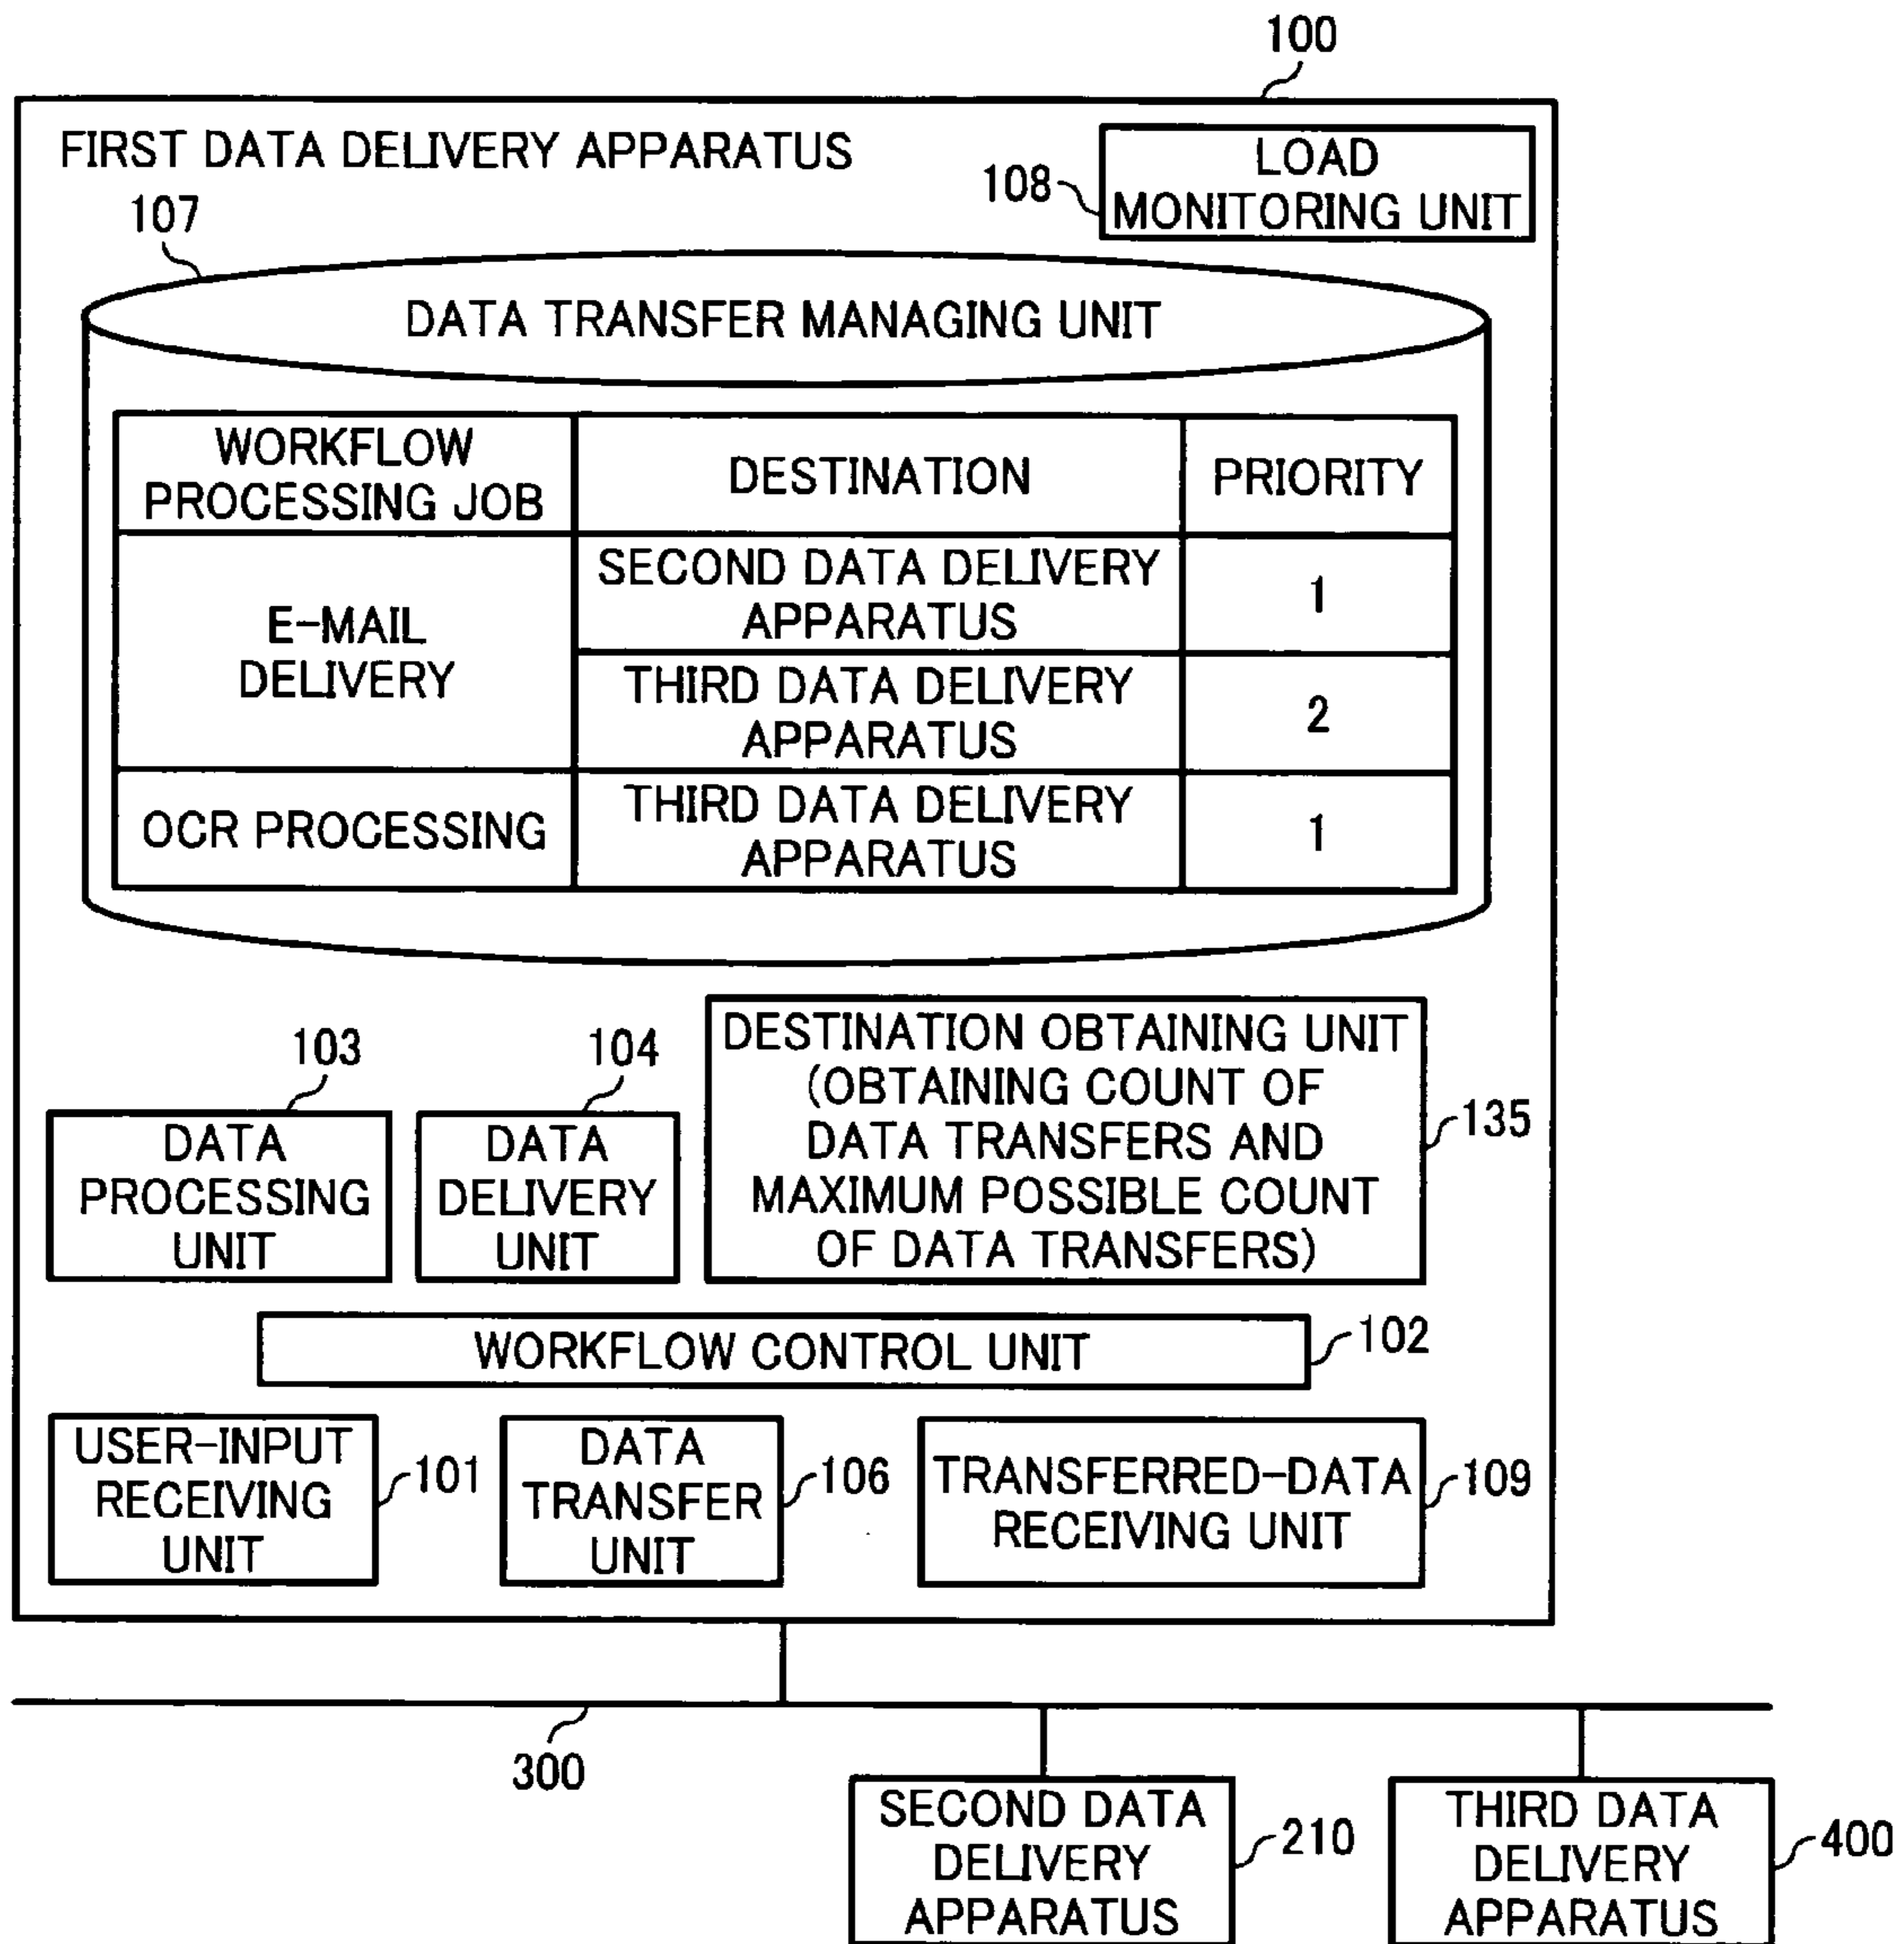 100
FIRST DATA DELIVERY APPARATUS
108
LOAD
MONITORING UNIT
107
DATA TRANSFER MANAGING UNIT
WORKFLOW
PROCESSING JOB
DESTINATION
PRIORITY
E-MAIL
DELIVERY
SECOND DATA DELIVERY
APPARATUS
1
THIRD DATA DELIVERY
APPARATUS
2
OCR PROCESSING
THIRD DATA DELIVERY
APPARATUS
1
103
DATA
PROCESSING
UNIT
104
DATA
DELIVERY
UNIT
DESTINATION OBTAINING UNIT
(OBTAINING COUNT OF
DATA TRANSFERS AND
MAXIMUM POSSIBLE COUNT
OF DATA TRANSFERS)
135
WORKFLOW CONTROL UNIT
102
USER-INPUT
RECEIVING
UNIT
101
DATA
TRANSFER
UNIT
106
TRANSFERRED-DATA
RECEIVING UNIT
109
300
SECOND DATA
DELIVERY
APPARATUS
210
THIRD DATA
DELIVERY
APPARATUS
400